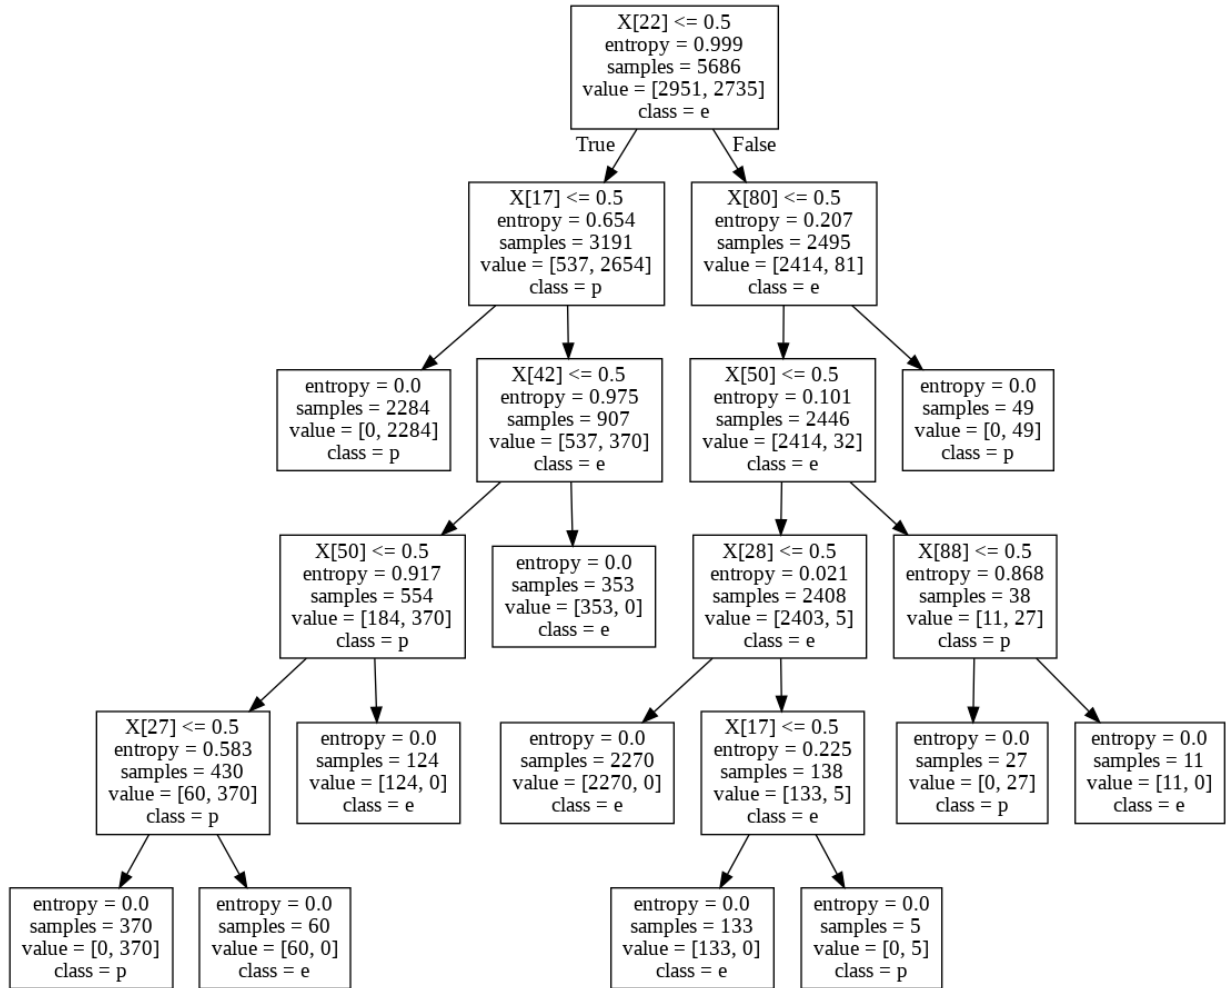 X[22] <= 0.5
entropy = 0.999
samples = 5686
value = [2951, 2735]
class = e
True
False
X[17] <= 0.5
entropy = 0.654
samples = 3191
value = [537, 2654]
class = p
X[80] <= 0.5
entropy = 0.207
samples = 2495
value = [2414, 81]
class = e
entropy = 0.0
samples = 2284
value = [0, 2284]
class = p
X[42] <= 0.5
entropy = 0.975
samples = 907
value = [537, 370]
class = e
X[50] <= 0.5
entropy = 0.101
samples = 2446
value = [2414, 32]
class = e
entropy = 0.0
samples = 49
value = [0, 49]
class = p
X[50] <= 0.5
entropy = 0.917
samples = 554
value = [184, 370]
class = p
entropy = 0.0
samples = 353
value = [353, 0]
class = e
X[28] <= 0.5
entropy = 0.021
samples = 2408
value = [2403, 5]
class = e
X[88] <= 0.5
entropy = 0.868
samples = 38
value = [11, 27]
class = p
X[27] <= 0.5
entropy = 0.583
samples = 430
value = [60, 370]
class = p
entropy = 0.0
samples = 124
value = [124, 0]
class = e
entropy = 0.0
samples = 2270
value = [2270, 0]
class = e
X[17] <= 0.5
entropy = 0.225
samples = 138
value = [133, 5]
class = e
entropy = 0.0
samples = 27
value = [0, 27]
class = p
entropy = 0.0
samples = 11
value = [11, 0]
class = e
entropy = 0.0
samples = 370
value = [0, 370]
class = p
entropy = 0.0
samples = 60
value = [60, 0]
class = e
entropy = 0.0
samples = 133
value = [133, 0]
class = e
entropy = 0.0
samples = 5
value = [0, 5]
class = p